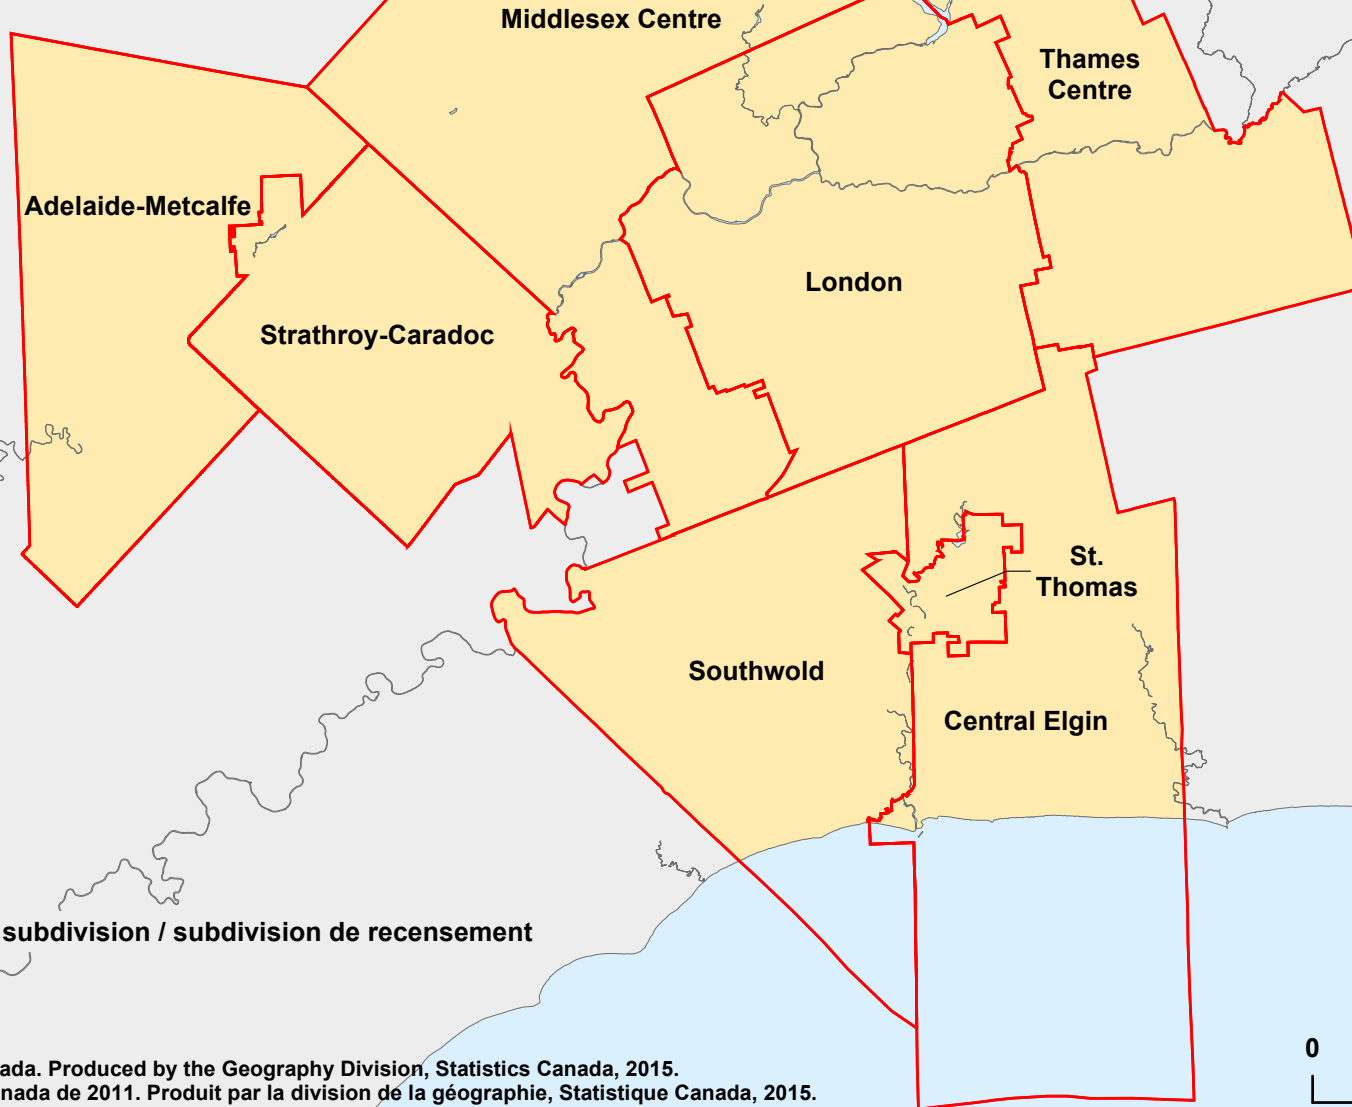 Middlesex Centre
Thames
Centre
Adelaide-Metcalfe
London
Strathroy-Caradoc
St.
Thomas
Southwold
Central Elgin
subdivision / subdivision de recensement
0
ada. Produced by the Geography Division, Statistics Canada, 2015.
nada de 2011. Produit par la division de la géographie, Statistique Canada, 2015.